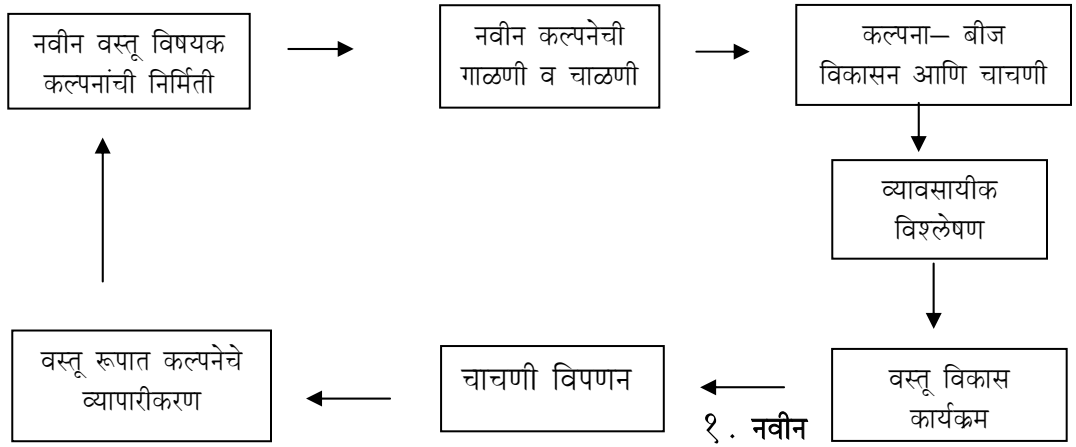 नवीन वस्तू विषयक
कल्पनांची निर्मिती
नवीन कल्पनेची
गाळणी व चाळणी
कल्पना– बीज
विकासन आणि चाचणी
व्यावसायीक
विश्लेषण
वस्तू विकास
कार्यक्रम
चाचणी विपणन
वस्तू रूपात कल्पनेचे
व्यापारीकरण
१. नवीन